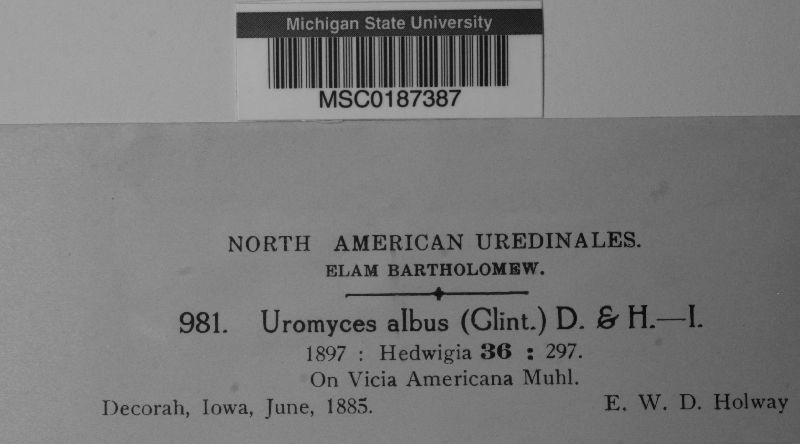 Michigan State University
MSC0187387
NORTH AMERICAN UREDINALES.
ELAM BARTHOLOMEW.
981. Uromyces albus (Clint.) D. & H.—I.
1897 : Hedwigia 36 : 297.
On Vicia Americana Muhl.
Decorah, Iowa, June, 1885. E. W. D. Holway